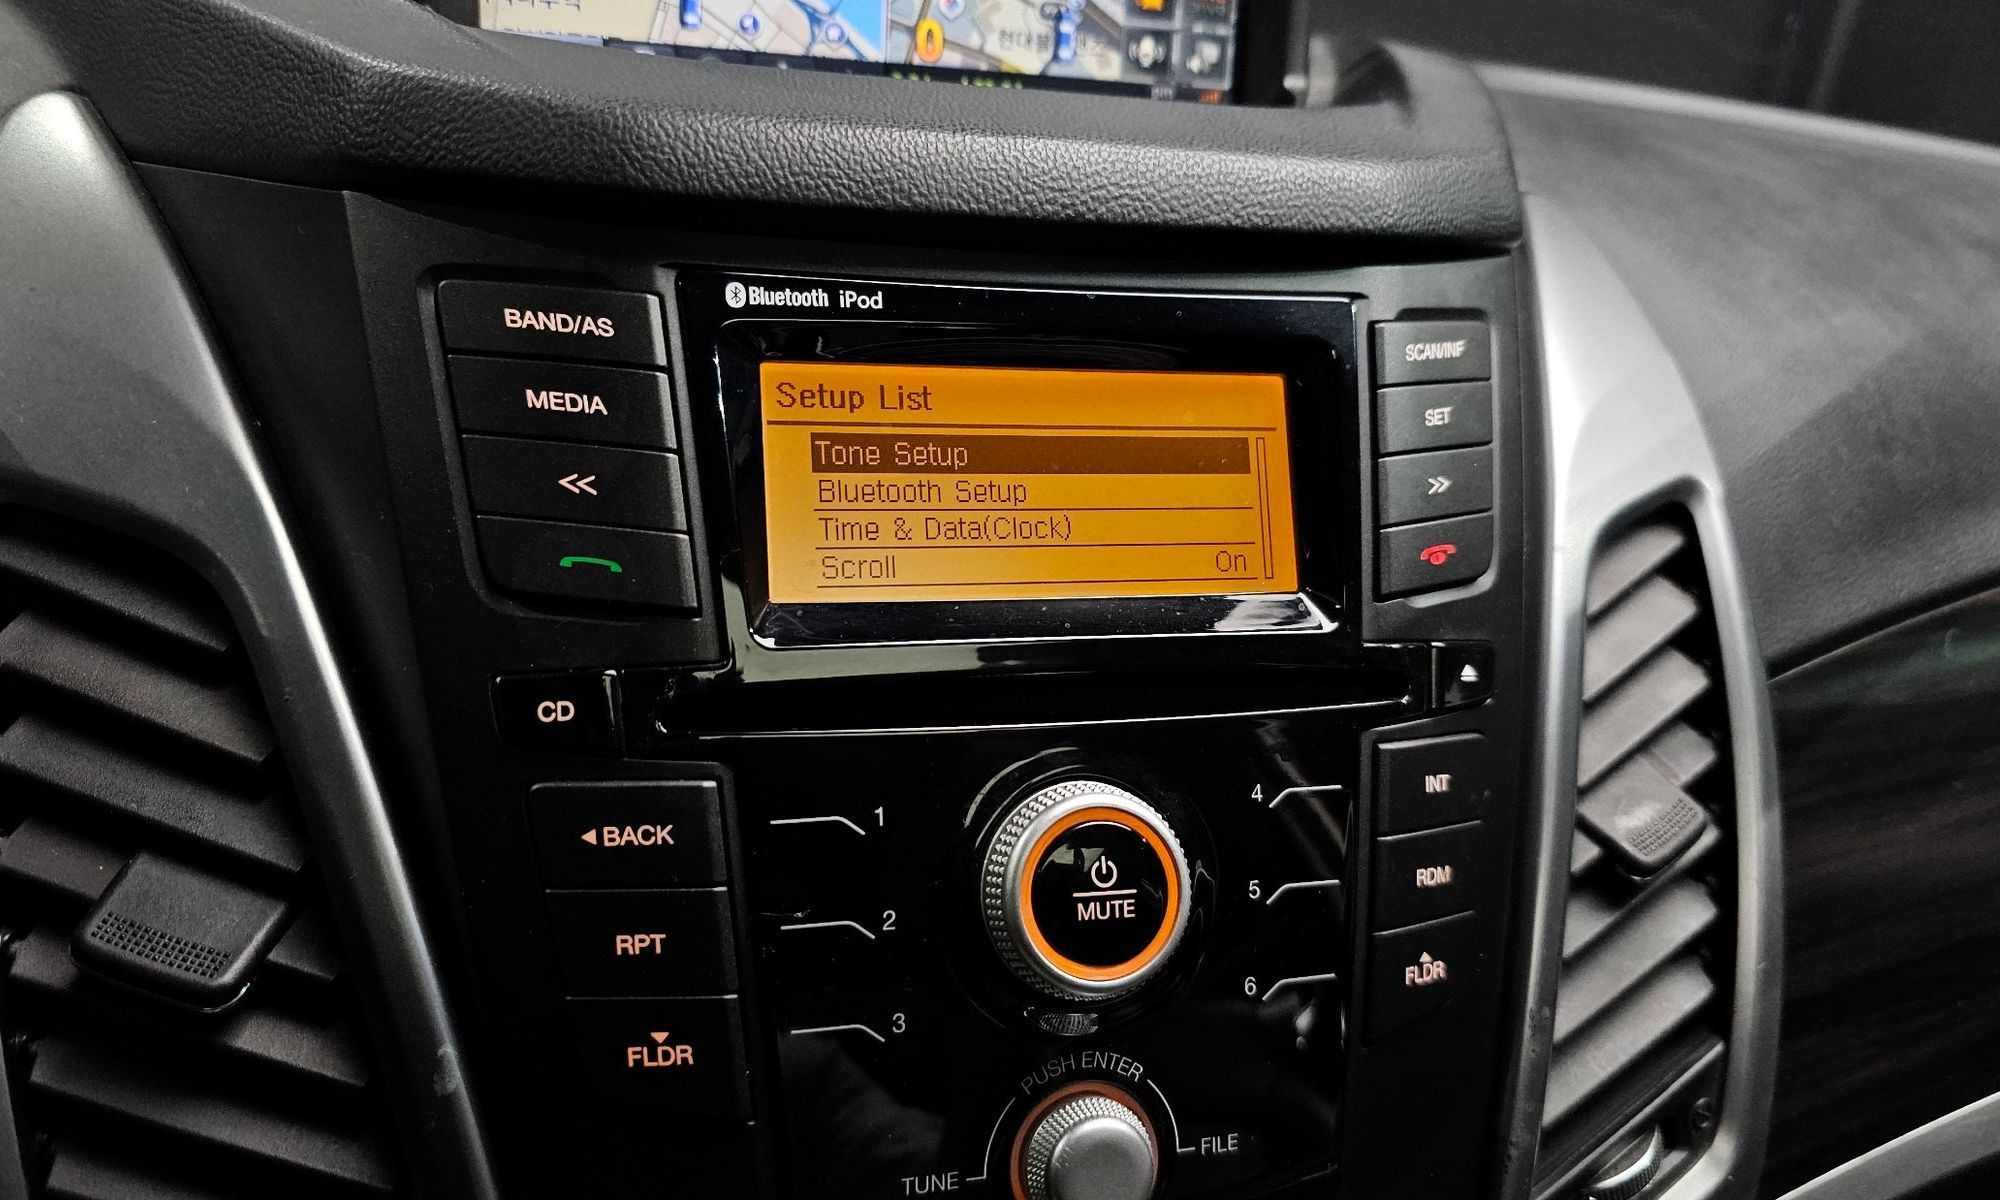 Bluetooth iPod
BAND/AS
MEDIA
CD
◀ BACK
RPT
FLDR
Setup List
Tone Setup
Bluetooth Setup
Time & Data(Clock)
Scroll On
SCAN/INF
SET
INT
RDM
FLDR
1
2
3
4
5
6
MUTE
PUSH ENTER
TUNE
FILE